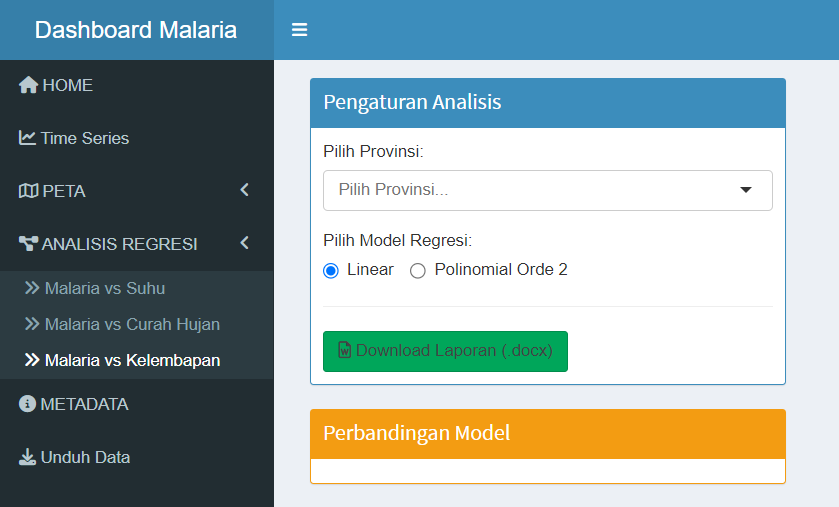 Dashboard Malaria
HOME
Time Series
PETA
ANALISIS REGRESI
Malaria vs Suhu
Malaria vs Curah Hujan
Malaria vs Kelembapan
METADATA
Unduh Data
Pengaturan Analisis
Pilih Provinsi:
Pilih Provinsi...
Pilih Model Regresi:
Linear Polinomial Orde 2
Download Laporan (.docx)
Perbandingan Model